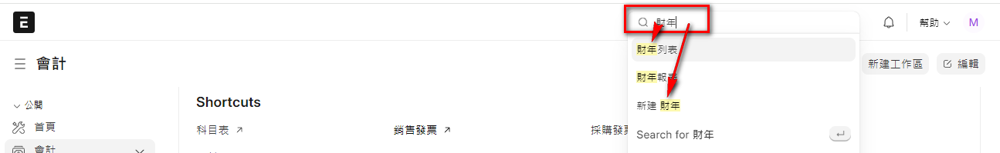 E
財年
幫助
M
財年列表
會計
新建工作區
編輯
財年報表
公開
Shortcuts
新建 財年
首頁
科目表
銷售發票
採購發票
Search for 財年
會計